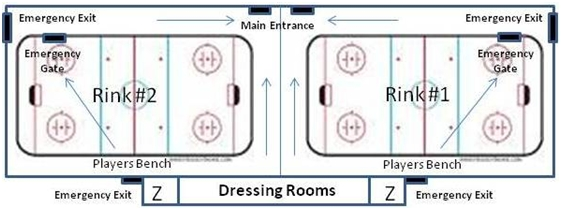 Emergency Exit
Main Entrance
Emergency Exit
Emergency
Gate
Emergency
Gate
Rink #2
Rink #1
Players Bench
Players Bench
Emergency Exit
Z
Dressing Rooms
Z
Emergency Exit